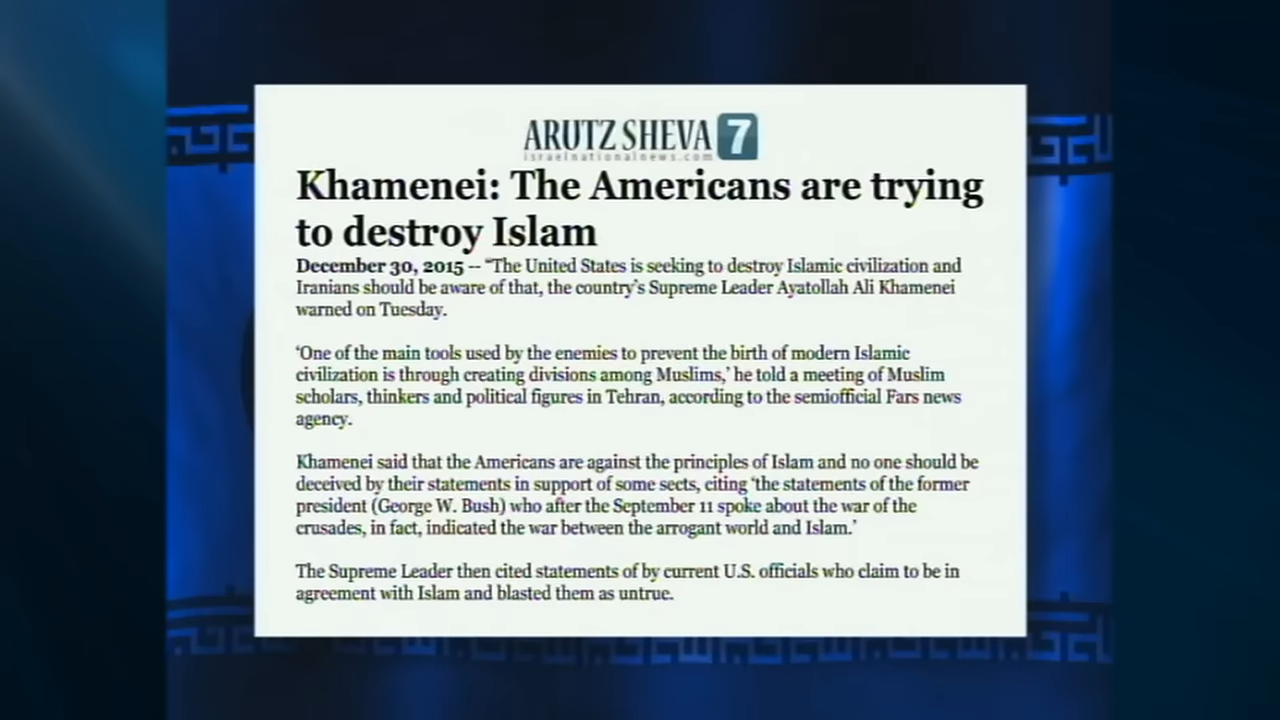 ARUTZ SHEVA 7
israelnationalnews.com
Khamenei: The Americans are trying
to destroy Islam
December 30, 2015 -- "The United States is seeking to destroy Islamic civilization and
Iranians should be aware of that, the country's Supreme Leader Ayatollah Ali Khamenei
warned on Tuesday.
'One of the main tools used by the enemies to prevent the birth of modern Islamic
civilization is through creating divisions among Muslims,' he told a meeting of Muslim
scholars, thinkers and political figures in Tehran, according to the semiofficial Fars news
agency.
Khamenei said that the Americans are against the principles of Islam and no one should be
deceived by their statements in support of some sects, citing 'the statements of the former
president (George W. Bush) who after the September 11 spoke about the war of the
crusades, in fact, indicated the war between the arrogant world and Islam.'
The Supreme Leader then cited statements of by current U.S. officials who claim to be in
agreement with Islam and blasted them as untrue.